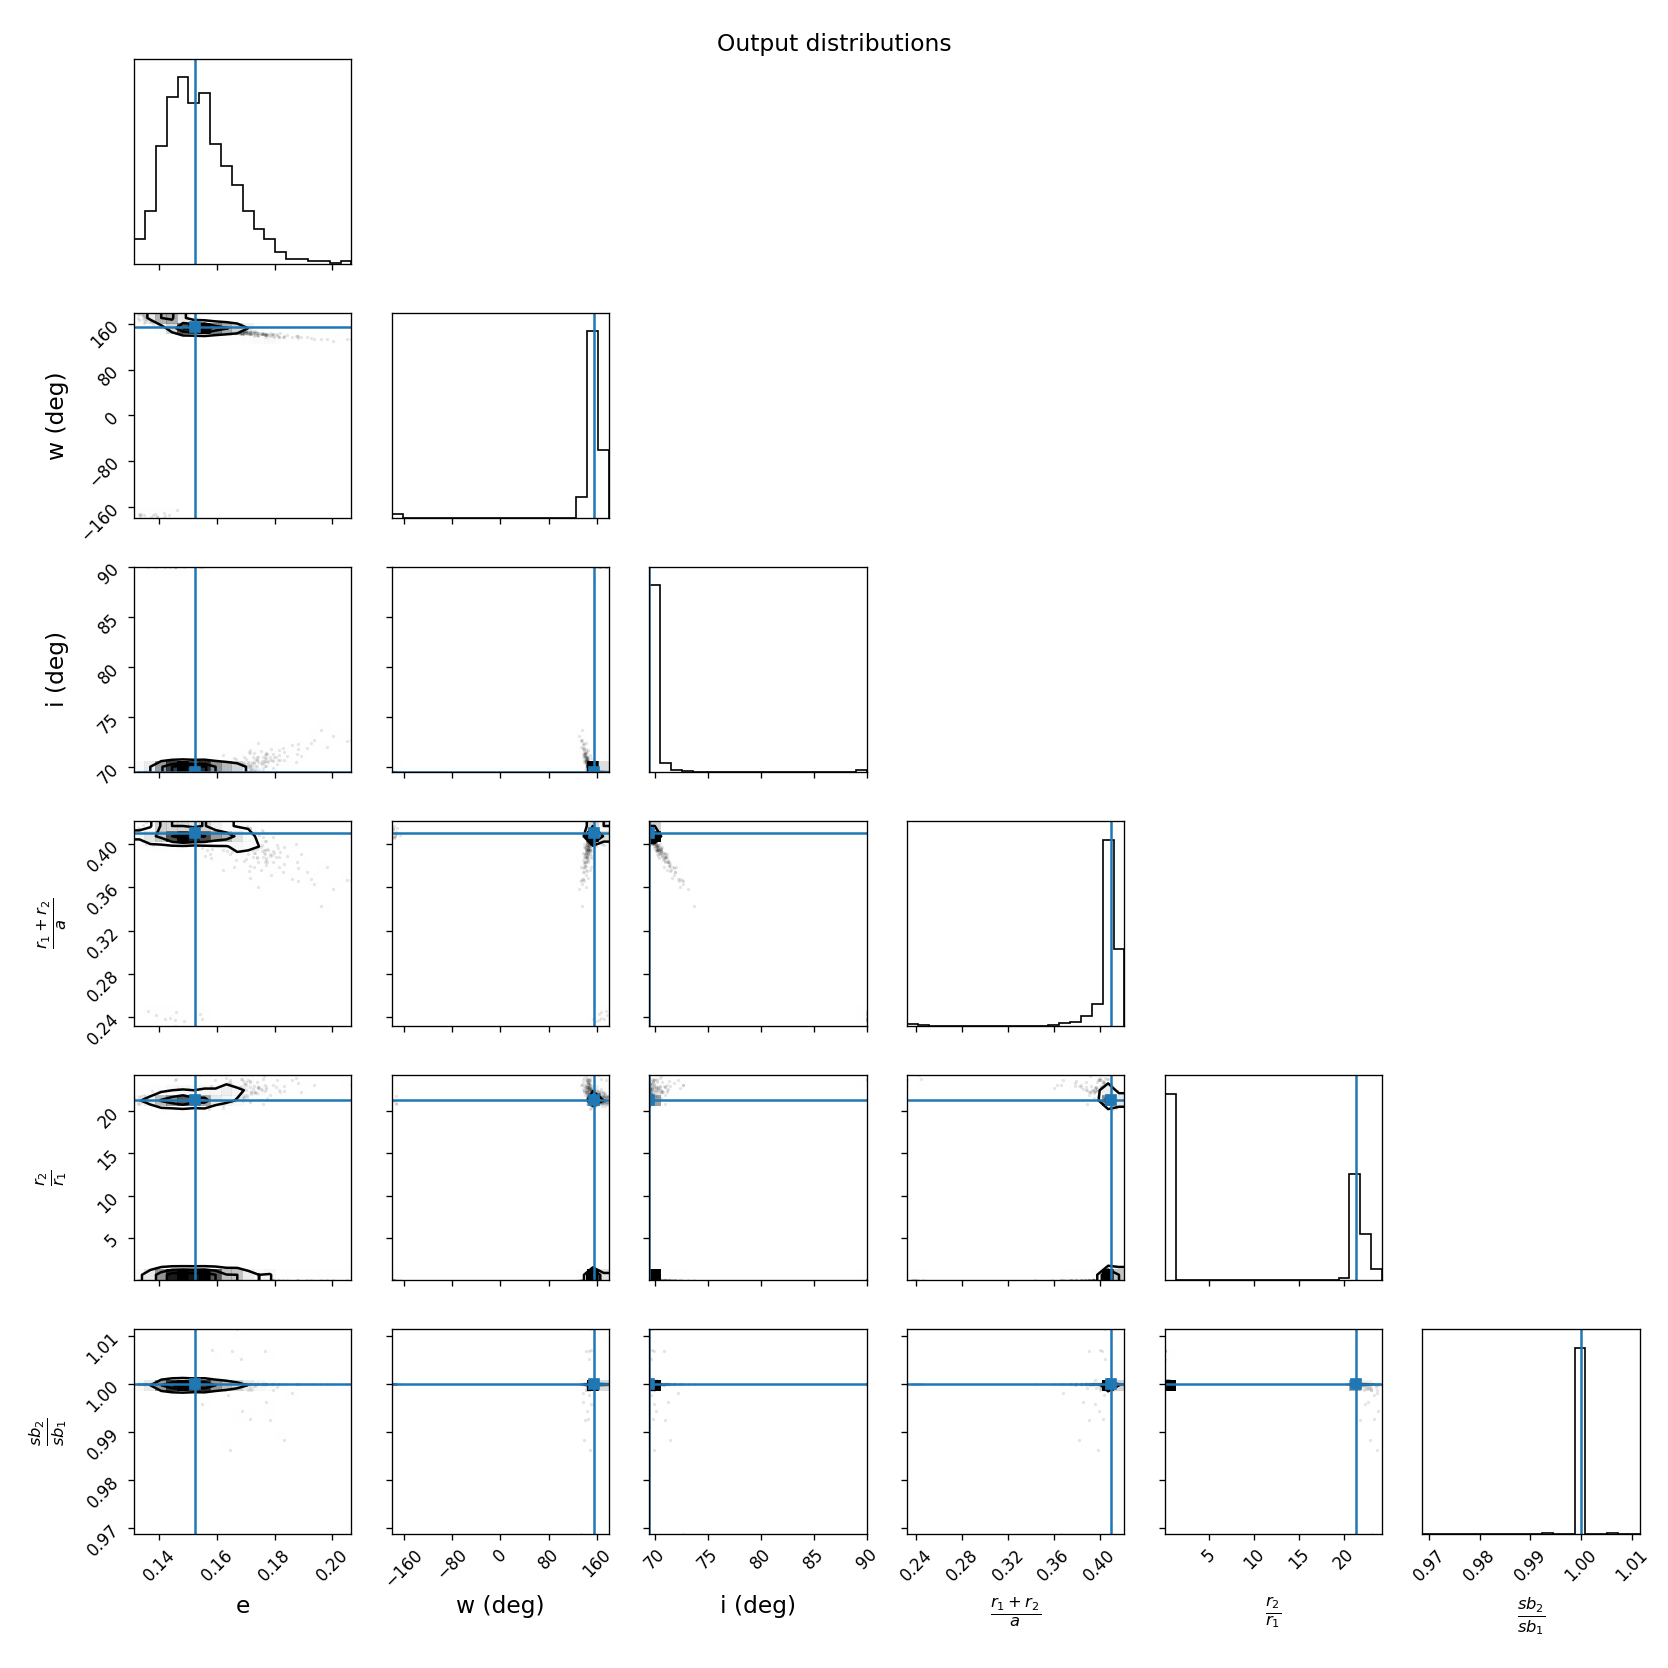 Output distributions
160
80
0
−80
−160
w (deg)
90
85
80
75
70
i (deg)
0.40
0.36
0.32
0.28
0.24
r₁ + r₂
a
20
15
10
5
r₂
r₁
1.01
1.00
0.99
0.98
0.97
sb₂
sb₁
0.14 0.16 0.18 0.20
−160 −80 0 80 160
70 75 80 85 90
0.24 0.28 0.32 0.36 0.40
5 10 15 20
0.97 0.98 0.99 1.00 1.01
e
w (deg)
i (deg)
r₁ + r₂
a
r₂
r₁
sb₂
sb₁